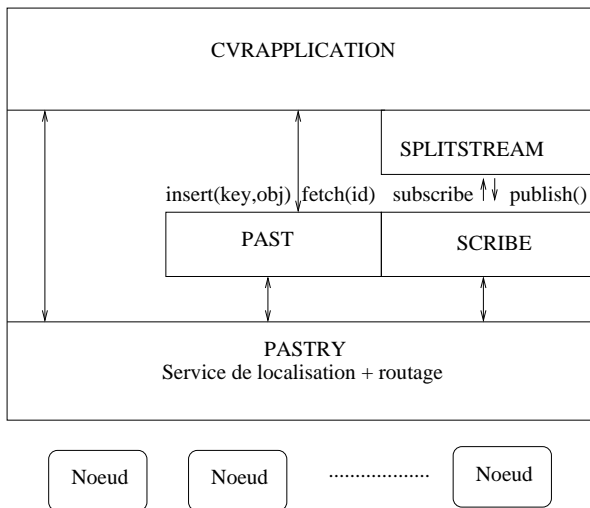 CVRAPPLICATION
SPLITSTREAM
insert(key,obj) fetch(id) subscribe publish()
PAST SCRIBE
PASTRY
Service de localisation + routage
Noeud Noeud ................... Noeud